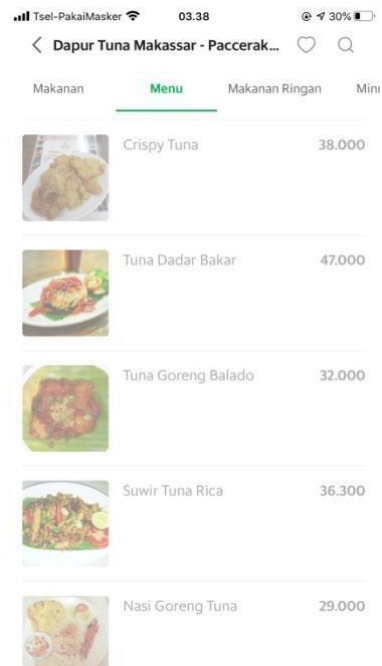 Tsel-PakaiMasker 03.38 30%
Dapur Tuna Makassar - Paccerak...
Makanan Menu Makanan Ringan Min
Crispy Tuna 38.000
Tuna Dadar Bakar 47.000
Tuna Goreng Balado 32.000
Suwir Tuna Rica 36.300
Nasi Goreng Tuna 29.000